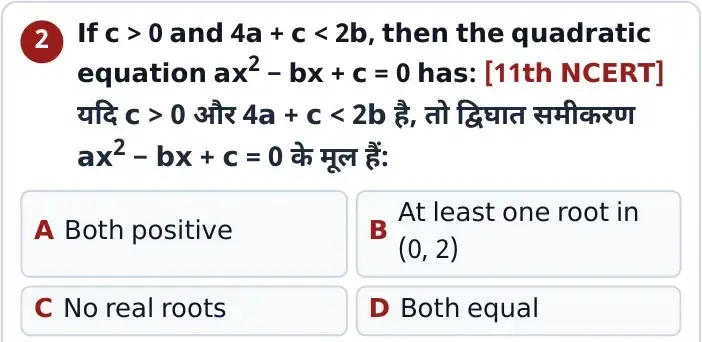 2 If c > 0 and 4a + c < 2b, then the quadratic
equation ax² – bx + c = 0 has: [11th NCERT]
यदि c > 0 और 4a + c < 2b है, तो द्विघात समीकरण
ax² – bx + c = 0 के मूल हैं:
A Both positive
B At least one root in
(0, 2)
C No real roots
D Both equal